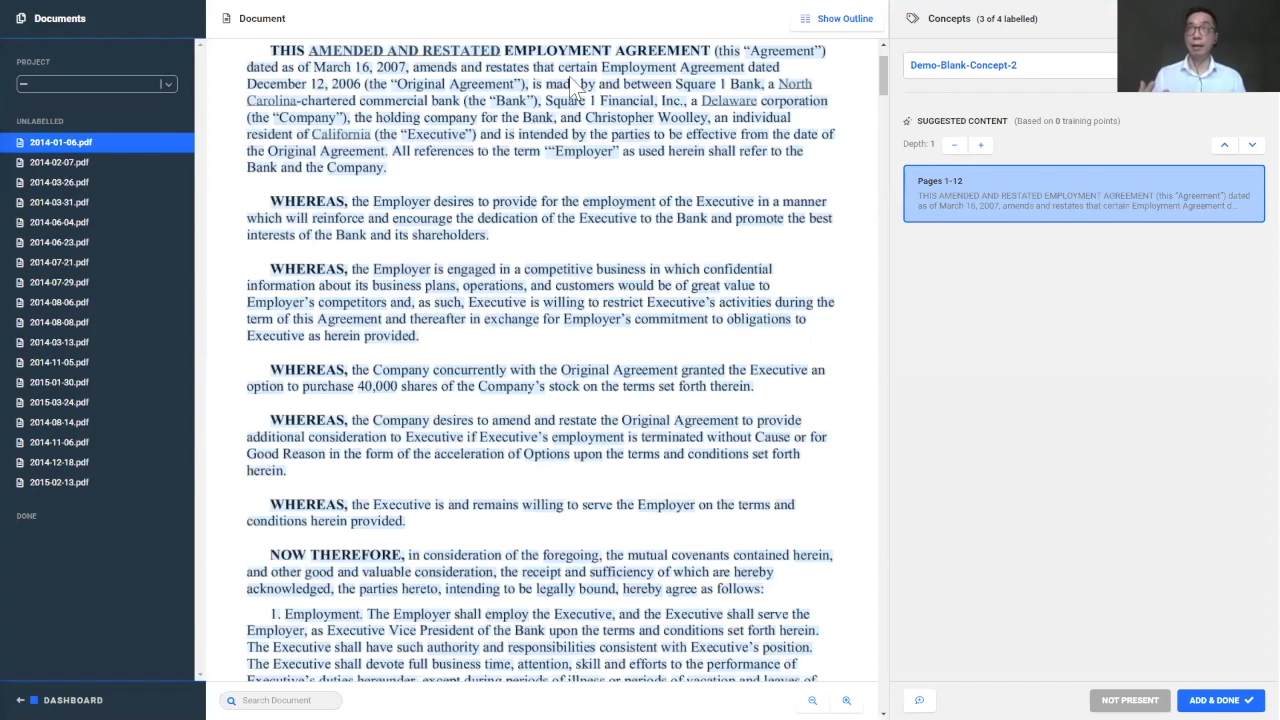 Documents
PROJECT
—
UNLABELLED
2014-01-06.pdf
2014-02-07.pdf
2014-03-26.pdf
2014-03-31.pdf
2014-06-04.pdf
2014-06-23.pdf
2014-07-21.pdf
2014-07-29.pdf
2014-08-06.pdf
2014-08-08.pdf
2014-03-13.pdf
2014-11-05.pdf
2015-01-30.pdf
2015-03-24.pdf
2014-08-14.pdf
2014-11-06.pdf
2014-12-18.pdf
2015-02-13.pdf
DONE
DASHBOARD
Document
Show Outline
THIS AMENDED AND RESTATED EMPLOYMENT AGREEMENT (this “Agreement”)
dated as of March 16, 2007, amends and restates that certain Employment Agreement dated
December 12, 2006 (the “Original Agreement”), is made by and between Square 1 Bank, a North
Carolina-chartered commercial bank (the “Bank”), Square 1 Financial, Inc., a Delaware corporation
(the “Company”), the holding company for the Bank, and Christopher Woolley, an individual
resident of California (the “Executive”) and is intended by the parties to be effective from the date of
the Original Agreement. All references to the term ““Employer” as used herein shall refer to the
Bank and the Company.
WHEREAS, the Employer desires to provide for the employment of the Executive in a manner
which will reinforce and encourage the dedication of the Executive to the Bank and promote the best
interests of the Bank and its shareholders.
WHEREAS, the Employer is engaged in a competitive business in which confidential
information about its business plans, operations, and customers would be of great value to
Employer’s competitors and, as such, Executive is willing to restrict Executive’s activities during the
term of this Agreement and thereafter in exchange for Employer’s commitment to obligations to
Executive as herein provided.
WHEREAS, the Company concurrently with the Original Agreement granted the Executive an
option to purchase 40,000 shares of the Company’s stock on the terms set forth therein.
WHEREAS, the Company desires to amend and restate the Original Agreement to provide
additional consideration to Executive if Executive’s employment is terminated without Cause or for
Good Reason in the form of the acceleration of Options upon the terms and conditions set forth
herein.
WHEREAS, the Executive is and remains willing to serve the Employer on the terms and
conditions herein provided.
NOW THEREFORE, in consideration of the foregoing, the mutual covenants contained herein,
and other good and valuable consideration, the receipt and sufficiency of which are hereby
acknowledged, the parties hereto, intending to be legally bound, hereby agree as follows:
1. Employment. The Employer shall employ the Executive, and the Executive shall serve the
Employer, as Executive Vice President of the Bank upon the terms and conditions set forth herein.
The Executive shall have such authority and responsibilities consistent with Executive’s position.
The Executive shall devote full business time, attention, skill and efforts to the performance of
Executive’s duties hereunder, except during periods of illness or periods of vacation and leaves of
Search Document
Concepts (3 of 4 labelled)
Demo-Blank-Concept-2
SUGGESTED CONTENT (Based on 0 training points)
Depth: 1
Pages 1-12
THIS AMENDED AND RESTATED EMPLOYMENT AGREEMENT (this “Agreement”) dated
as of March 16, 2007, amends and restates that certain Employment Agreement d...
NOT PRESENT
ADD & DONE